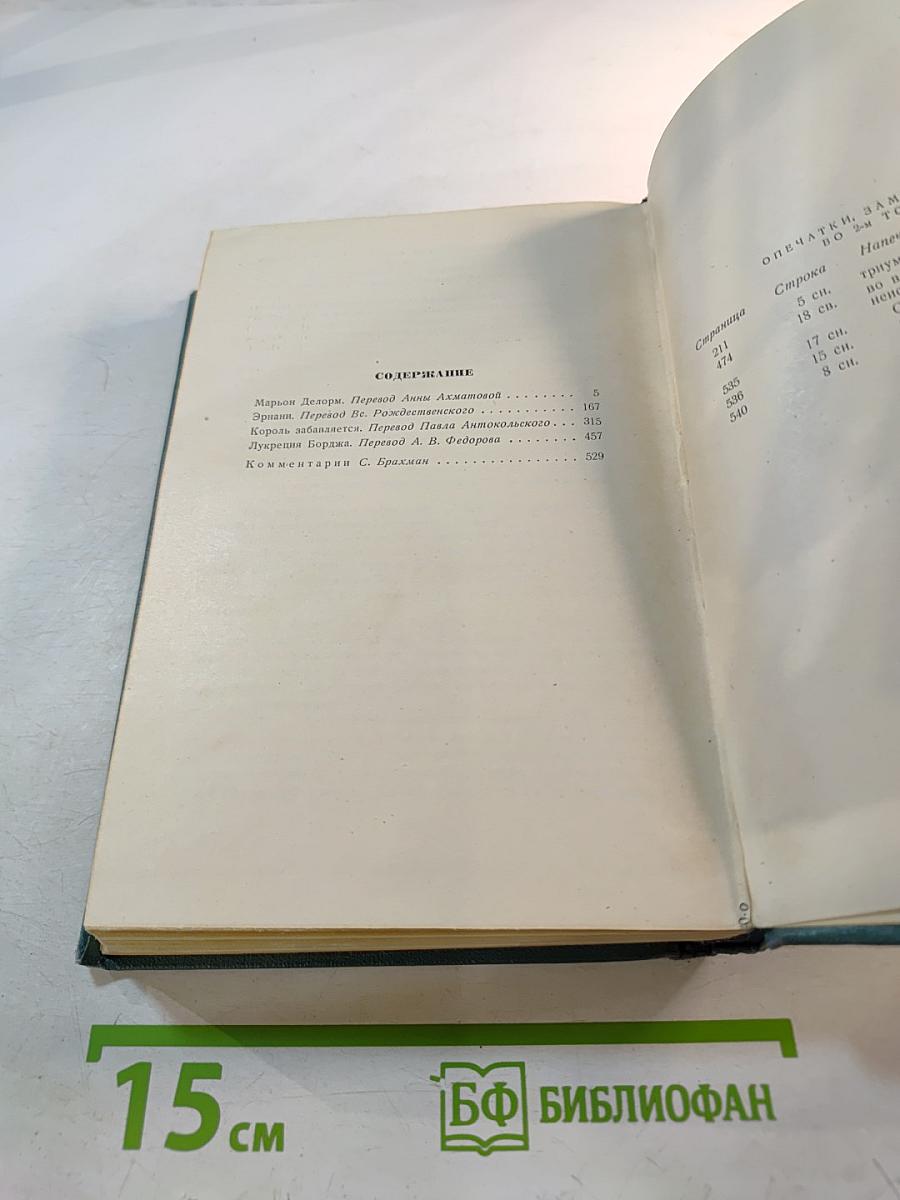 СОДЕРЖАНИЕ
Марьон Делорм. Перевод Анны Ахматовой . . . . . . . . 5
Эрнани. Перевод Вс. Рождественского . . . . . . . . . . . 167
Король забавляется. Перевод Павла Антокольского . . . 315
Лукреция Борджа. Перевод А. В. Федорова . . . . . . . . 457
Комментарии С. Брахман . . . . . . . . . . . . . . . . . 529
ОПЕЧАТКИ, ЗАМ
ВО 2-м ТО
Страница Строка Напе
211 5 сн. триум
474 18 св. во в
535 17 сн.
536 15 сн.
540 8 сн.
15 см
БФ БИБЛИОФАН